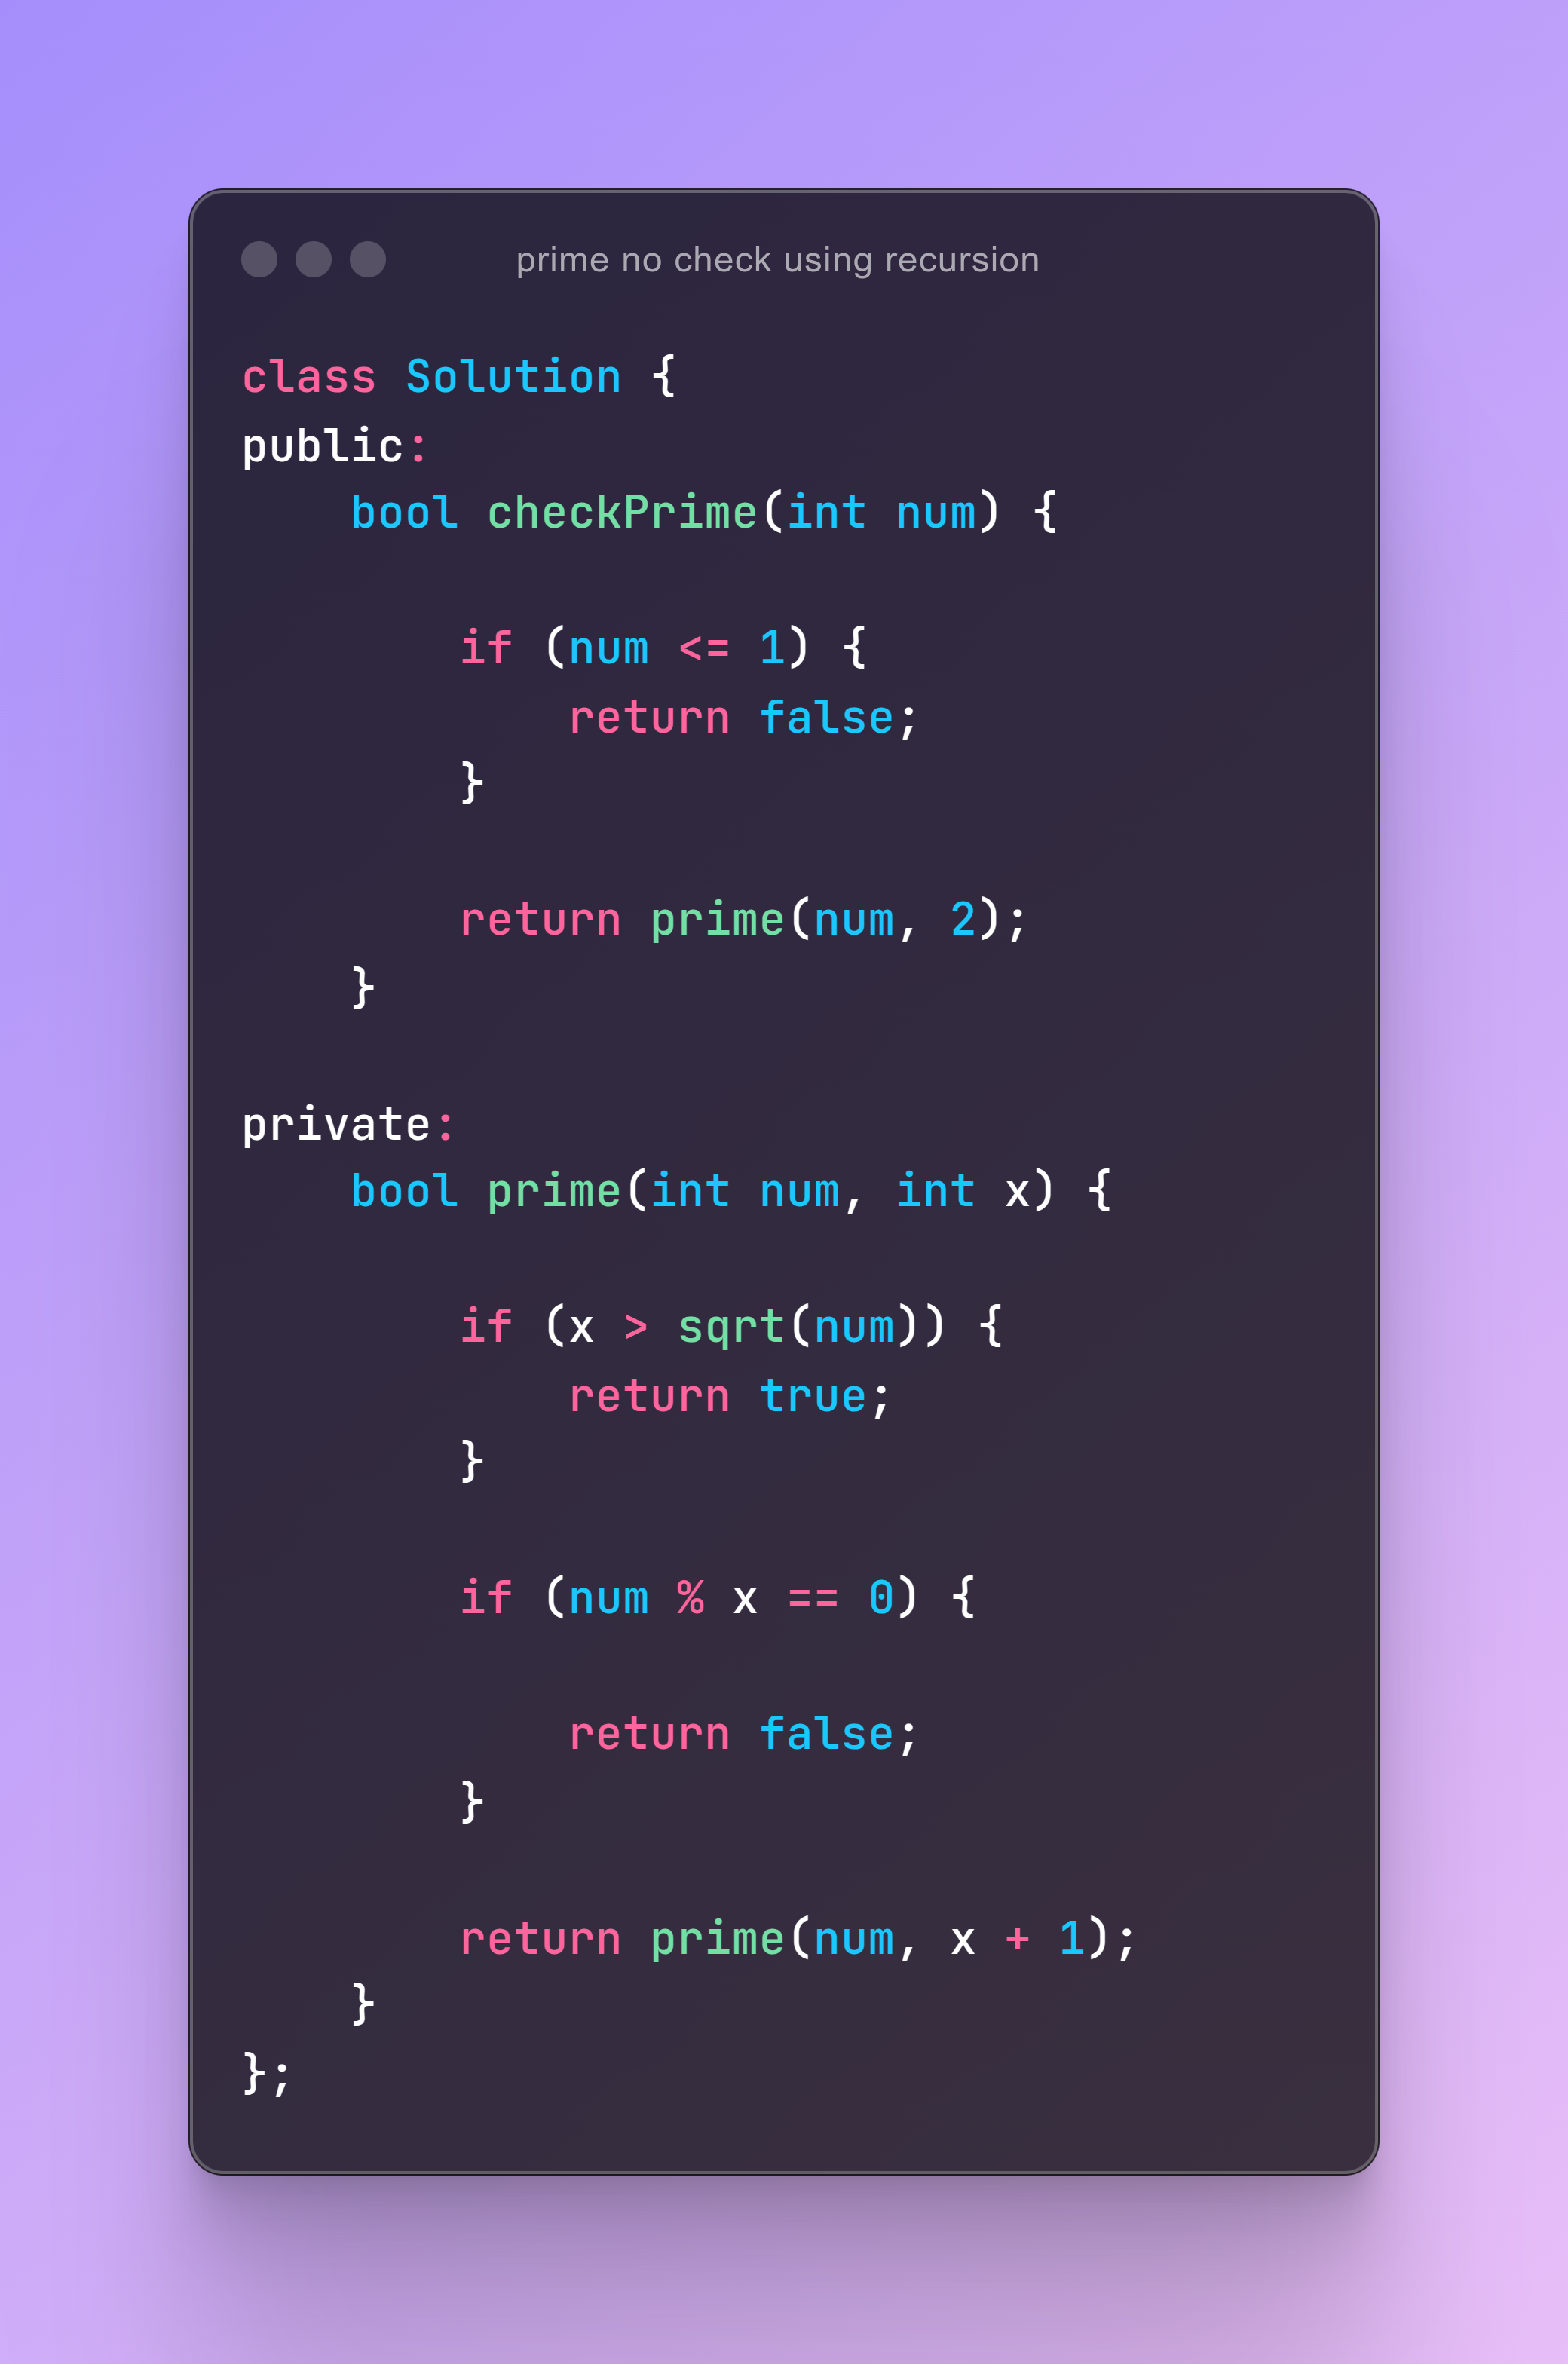 prime no check using recursion
class Solution {
public:
    bool checkPrime(int num) {

        if (num <= 1) {
            return false;
        }

        return prime(num, 2);
    }

private:
    bool prime(int num, int x) {

        if (x > sqrt(num)) {
            return true;
        }

        if (num % x == 0) {

            return false;
        }

        return prime(num, x + 1);
    }
};